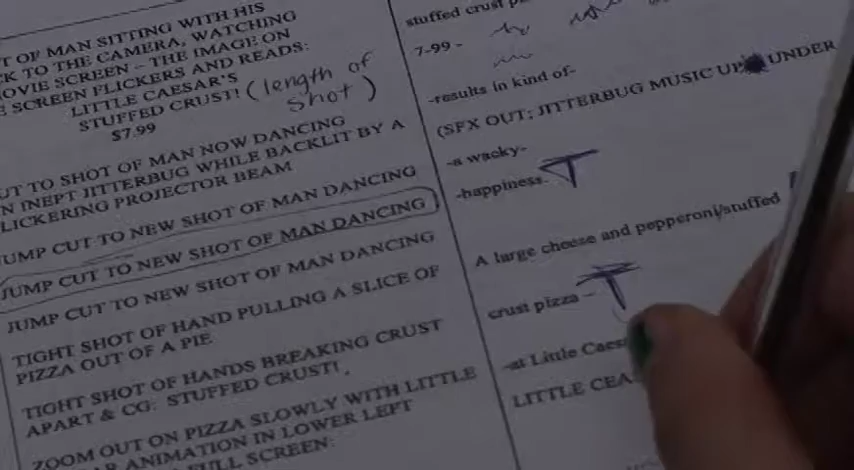 T OF MAN SITTING WITH HIS
CK TO THE CAMERA, WATCHING
OVIE SCREEN – THE IMAGE ON
E SCREEN FLICKERS AND READS:
LITTLE CAESAR'S
STUFFED CRUST! (length of
shot)
$7.99
UT TO SHOT OF MAN NOW DANCING
N INEPT JITTERBUG WHILE BACKLIT BY A
LICKERING PROJECTOR BEAM
UMP CUT TO NEW SHOT OF MAN DANCING
JUMP CUT TO NEW SHOT OF MAN DANCING
JUMP CUT TO NEW SHOT OF MAN DANCING
TIGHT SHOT OF HAND PULLING A SLICE OF
PIZZA OUT OF A PIE
TIGHT SHOT OF HANDS BREAKING CRUST
APART & CG: STUFFED CRUST!
ZOOM OUT ON PIZZA SLOWLY WITH LITTLE
AR ANIMATION IN LOWER LEFT
FULL SCREEN:
stuffed crust
7-99 –
-results in kind of-
(SFX OUT; JITTERBUG MUSIC UP UNDER
-a wacky-
-happiness. T
A large cheese and pepperoni/stuffed
crust pizza – T
-at Little Caes
LITTLE CEA